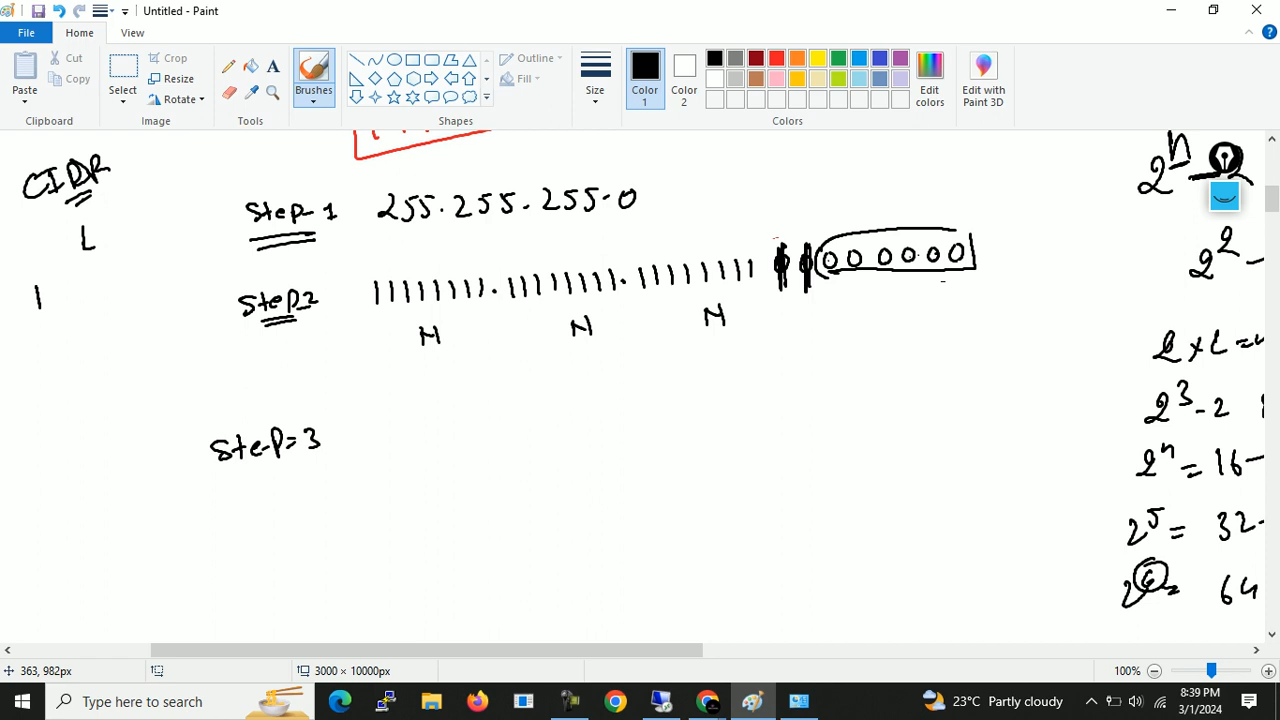 Untitled - Paint
File Home View
Paste
Cut
Copy
Clipboard
Select
Crop
Resize
Rotate
Image
Tools
Brushes
Shapes
Outline
Fill
Size
Color 1
Color 2
Edit colors
Edit with Paint 3D
Colors
CIDR
L
1
Step-1 255.255.255.0
Step2 11111111.11111111.11111111 000000
N N N
Step=3
2^n
2^2 -
2 x 2 =
2^3 - 2
2^4 = 16 -
2^5 = 32 -
2^6 = 64
363, 982px
3000 × 10000px
100%
Type here to search
23°C Partly cloudy
8:39 PM
3/1/2024